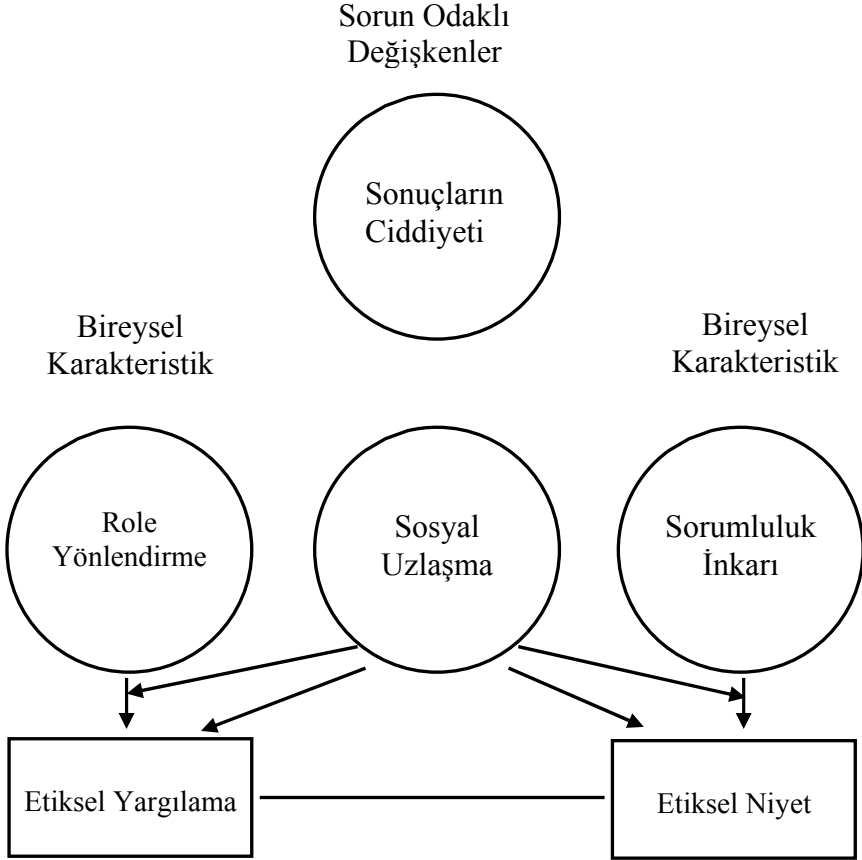 Sorun Odaklı
Değişkenler
Sonuçların
Ciddiyeti
Bireysel
Karakteristik
Bireysel
Karakteristik
Role
Yönlendirme
Sosyal
Uzlaşma
Sorumluluk
İnkarı
Etiksel Yargılama
Etiksel Niyet